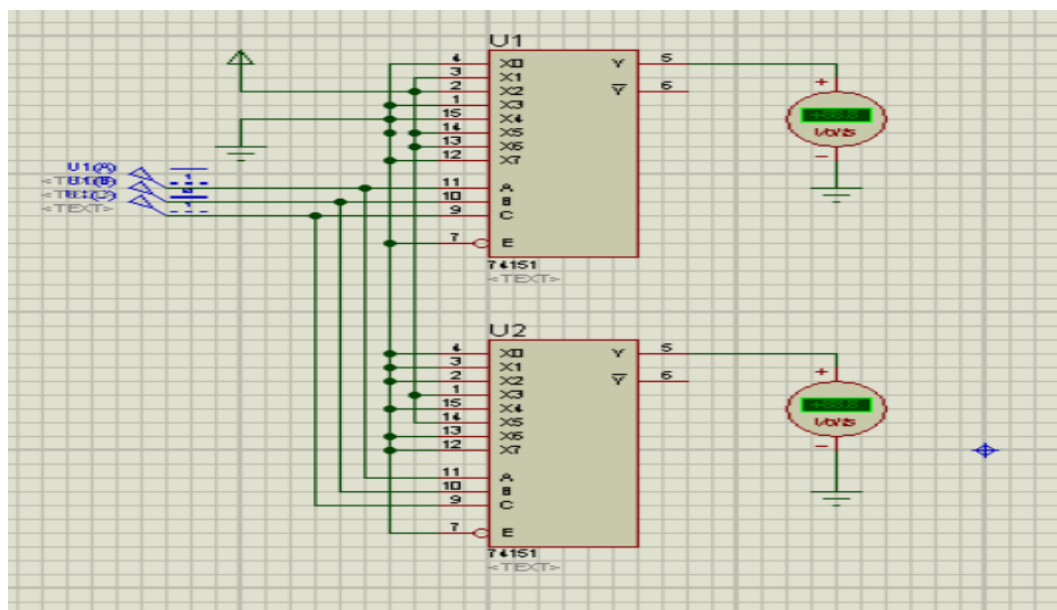 U1
4 X0 Y 5
3 X1
2 X2 Y 6
1 X3
15 X4
14 X5
13 X6
12 X7
11 A
10 B
9 C
7 E
74151
<TEXT>
+
Volts
-
U1(A)
<TEXT>
U2
4 X0 Y 5
3 X1
2 X2 Y 6
1 X3
15 X4
14 X5
13 X6
12 X7
11 A
10 B
9 C
7 E
74151
<TEXT>
+
Volts
-